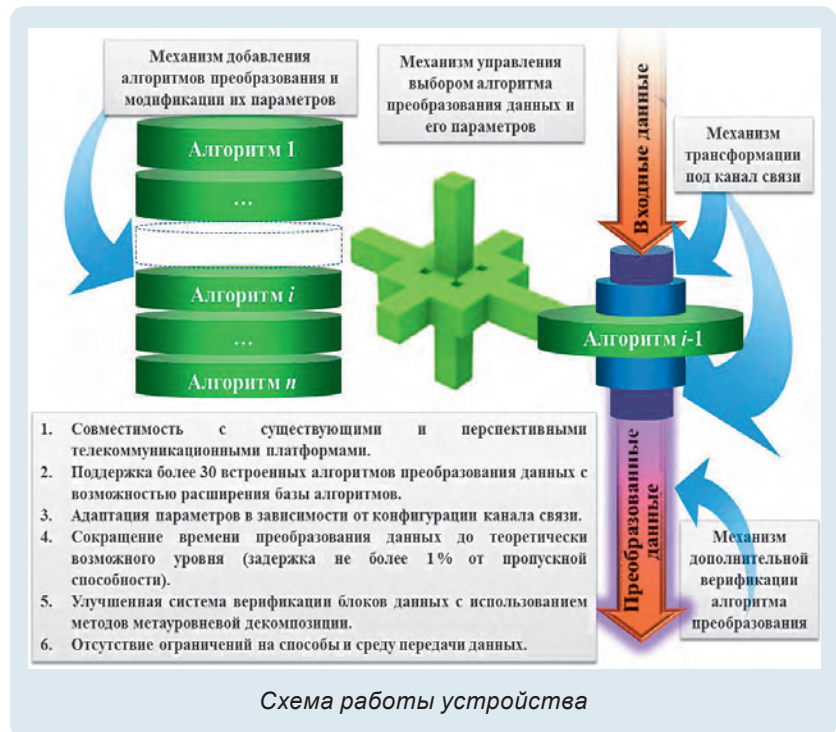 Механизм добавления
алгоритмов преобразования и
модификации их параметров
Механизм управления
выбором алгоритма
преобразования данных и
его параметров
Входные данные
Механизм
трансформации
под канал связи
Алгоритм 1
...
Алгоритм i
...
Алгоритм n
Алгоритм i-1
Преобразованные
данные
Механизм
дополнительной
верификации
алгоритма
преобразования
1. Совместимость с существующими и перспективными
телекоммуникационными платформами.
2. Поддержка более 30 встроенных алгоритмов преобразования данных с
возможностью расширения базы алгоритмов.
3. Адаптация параметров в зависимости от конфигурации канала связи.
4. Сокращение времени преобразования данных до теоретически
возможного уровня (задержка не более 1% от пропускной
способности).
5. Улучшенная система верификации блоков данных с использованием
методов метауровневой декомпозиции.
6. Отсутствие ограничений на способы и среду передачи данных.
Схема работы устройства